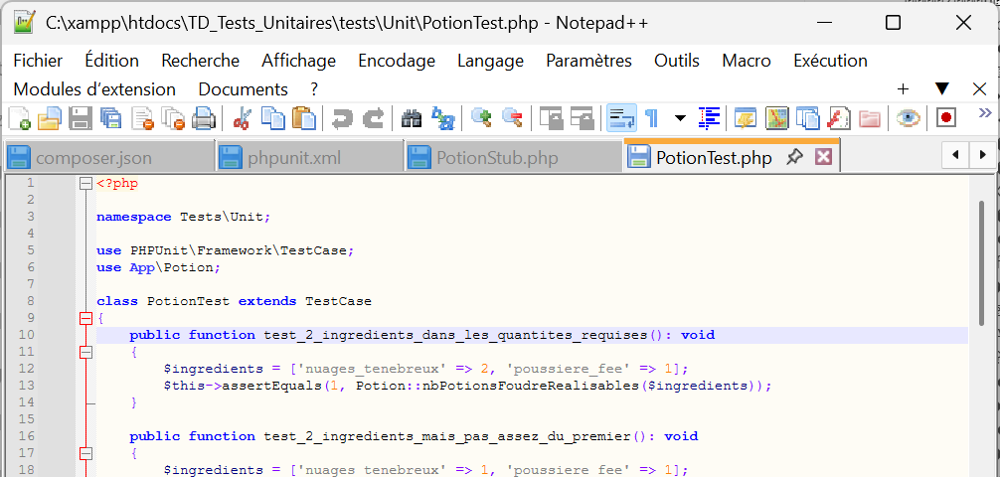 C:\xampp\htdocs\TD_Tests_Unitaires\tests\Unit\PotionTest.php - Notepad++
Fichier Édition Recherche Affichage Encodage Langage Paramètres Outils Macro Exécution
Modules d'extension Documents ?
composer.json phpunit.xml PotionStub.php PotionTest.php
1 <?php
2
3 namespace Tests\Unit;
4
5 use PHPUnit\Framework\TestCase;
6 use App\Potion;
7
8 class PotionTest extends TestCase
9 {
10 public function test_2_ingredients_dans_les_quantites_requises(): void
11 {
12 $ingredients = ['nuages_tenebreux' => 2, 'poussiere_fee' => 1];
13 $this->assertEquals(1, Potion::nbPotionsFoudreRealisables($ingredients));
14 }
15
16 public function test_2_ingredients_mais_pas_assez_du_premier(): void
17 {
18 $ingredients = ['nuages_tenebreux' => 1, 'poussiere_fee' => 1];